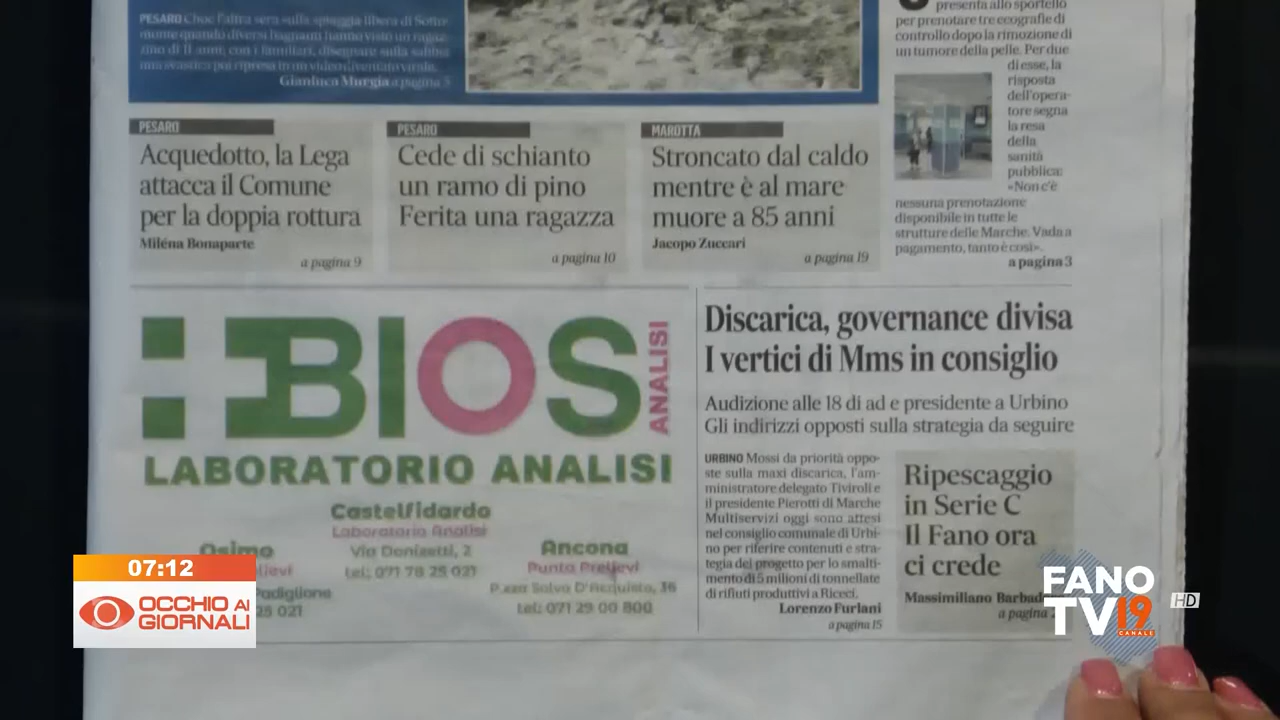 PESARO Choc l'altra sera sulla spiaggia libera di Sotto-
monte quando diversi bagnanti hanno visto un ragaz-
zino di 11 anni, con i familiari, disegnare sulla sabbia
una svastica poi ripresa in un video diventato virale.
Gianluca Murgia a pagina 5
presenta allo sportello
per prenotare tre ecografie di
controllo dopo la rimozione di
un tumore della pelle. Per due
di esse, la
risposta
dell'opera-
tore segna
la resa
della
sanità
pubblica:
«Non c'è
nessuna prenotazione
disponibile in tutte le
strutture delle Marche. Vada a
pagamento, tanto è così».
a pagina 3
PESARO
Acquedotto, la Lega
attacca il Comune
per la doppia rottura
Miléna Bonaparte
a pagina 9
PESARO
Cede di schianto
un ramo di pino
Ferita una ragazza
a pagina 10
MAROTTA
Stroncato dal caldo
mentre è al mare
muore a 85 anni
Jacopo Zuccari
a pagina 19
BIOS
ANALISI
LABORATORIO ANALISI
Castelfidardo
Laboratorio Analisi
Via Donizetti, 2
tel: 071 78 25 021
Osimo
Ancona
Punto Prelievi
P.zza Salvo D'Acquisto, 36
tel: 071 29 00 800
Discarica, governance divisa
I vertici di Mms in consiglio
Audizione alle 18 di ad e presidente a Urbino
Gli indirizzi opposti sulla strategia da seguire
URBINO Mossi da priorità oppo-
ste sulla maxi discarica, l'am-
ministratore delegato Tiviroli e
il presidente Pierotti di Marche
Multiservizi oggi sono attesi
nel consiglio comunale di Urbi-
no per riferire contenuti e stra-
tegia del progetto per lo smalti-
mento di 5 milioni di tonnellate
di rifiuti produttivi a Riceci.
Lorenzo Furlani
a pagina 15
Ripescaggio
in Serie C
Il Fano ora
ci crede
Massimiliano
a pagina
07:12
OCCHIO AI
GIORNALI
FANO
TV 19
CANALE
HD